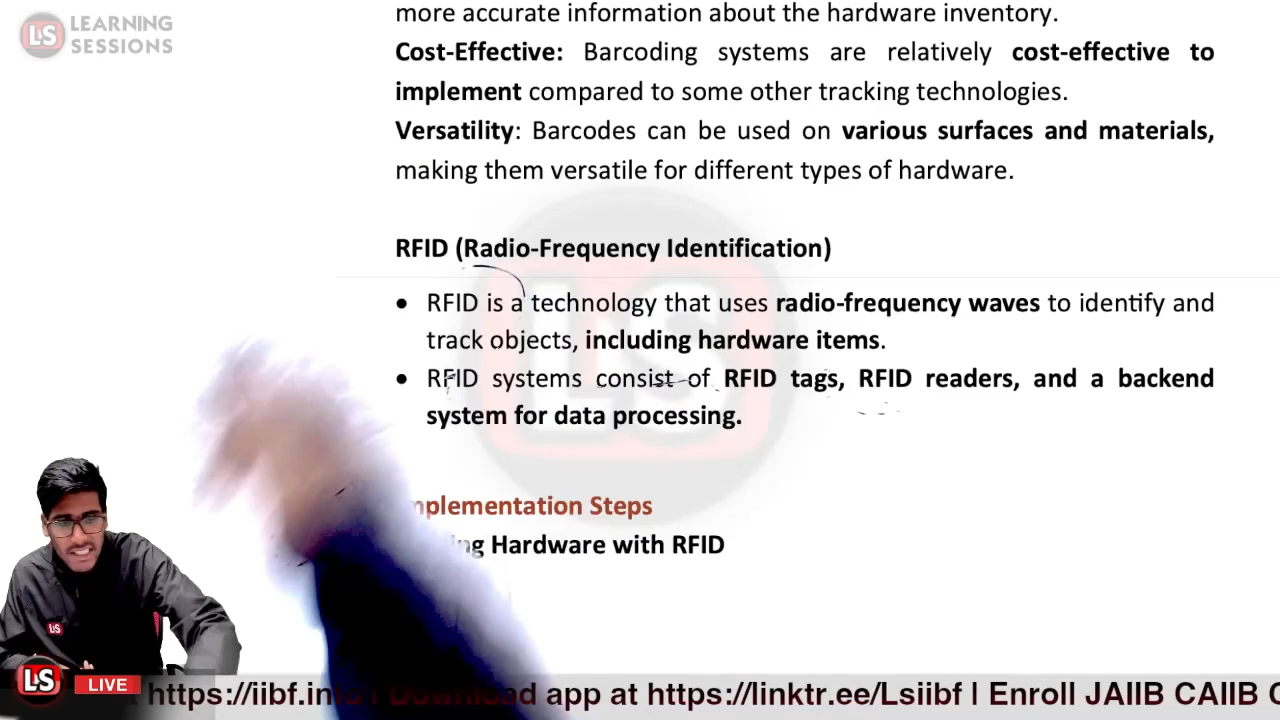 LEARNING
SESSIONS
LS
more accurate information about the hardware inventory.
Cost-Effective: Barcoding systems are relatively cost-effective to
implement compared to some other tracking technologies.
Versatility: Barcodes can be used on various surfaces and materials,
making them versatile for different types of hardware.
RFID (Radio-Frequency Identification)
• RFID is a technology that uses radio-frequency waves to identify and
track objects, including hardware items.
• RFID systems consist of RFID tags, RFID readers, and a backend
system for data processing.
mplementation Steps
ng Hardware with RFID
LS
LS
LS LIVE https://iibf.in Download app at https://linktr.ee/Lsiibf | Enroll JAIIB CAIIB C